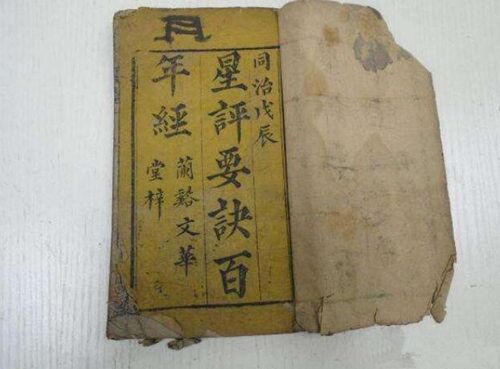 同治戊辰
星評要訣百
年經
蘭谿文華
堂梓